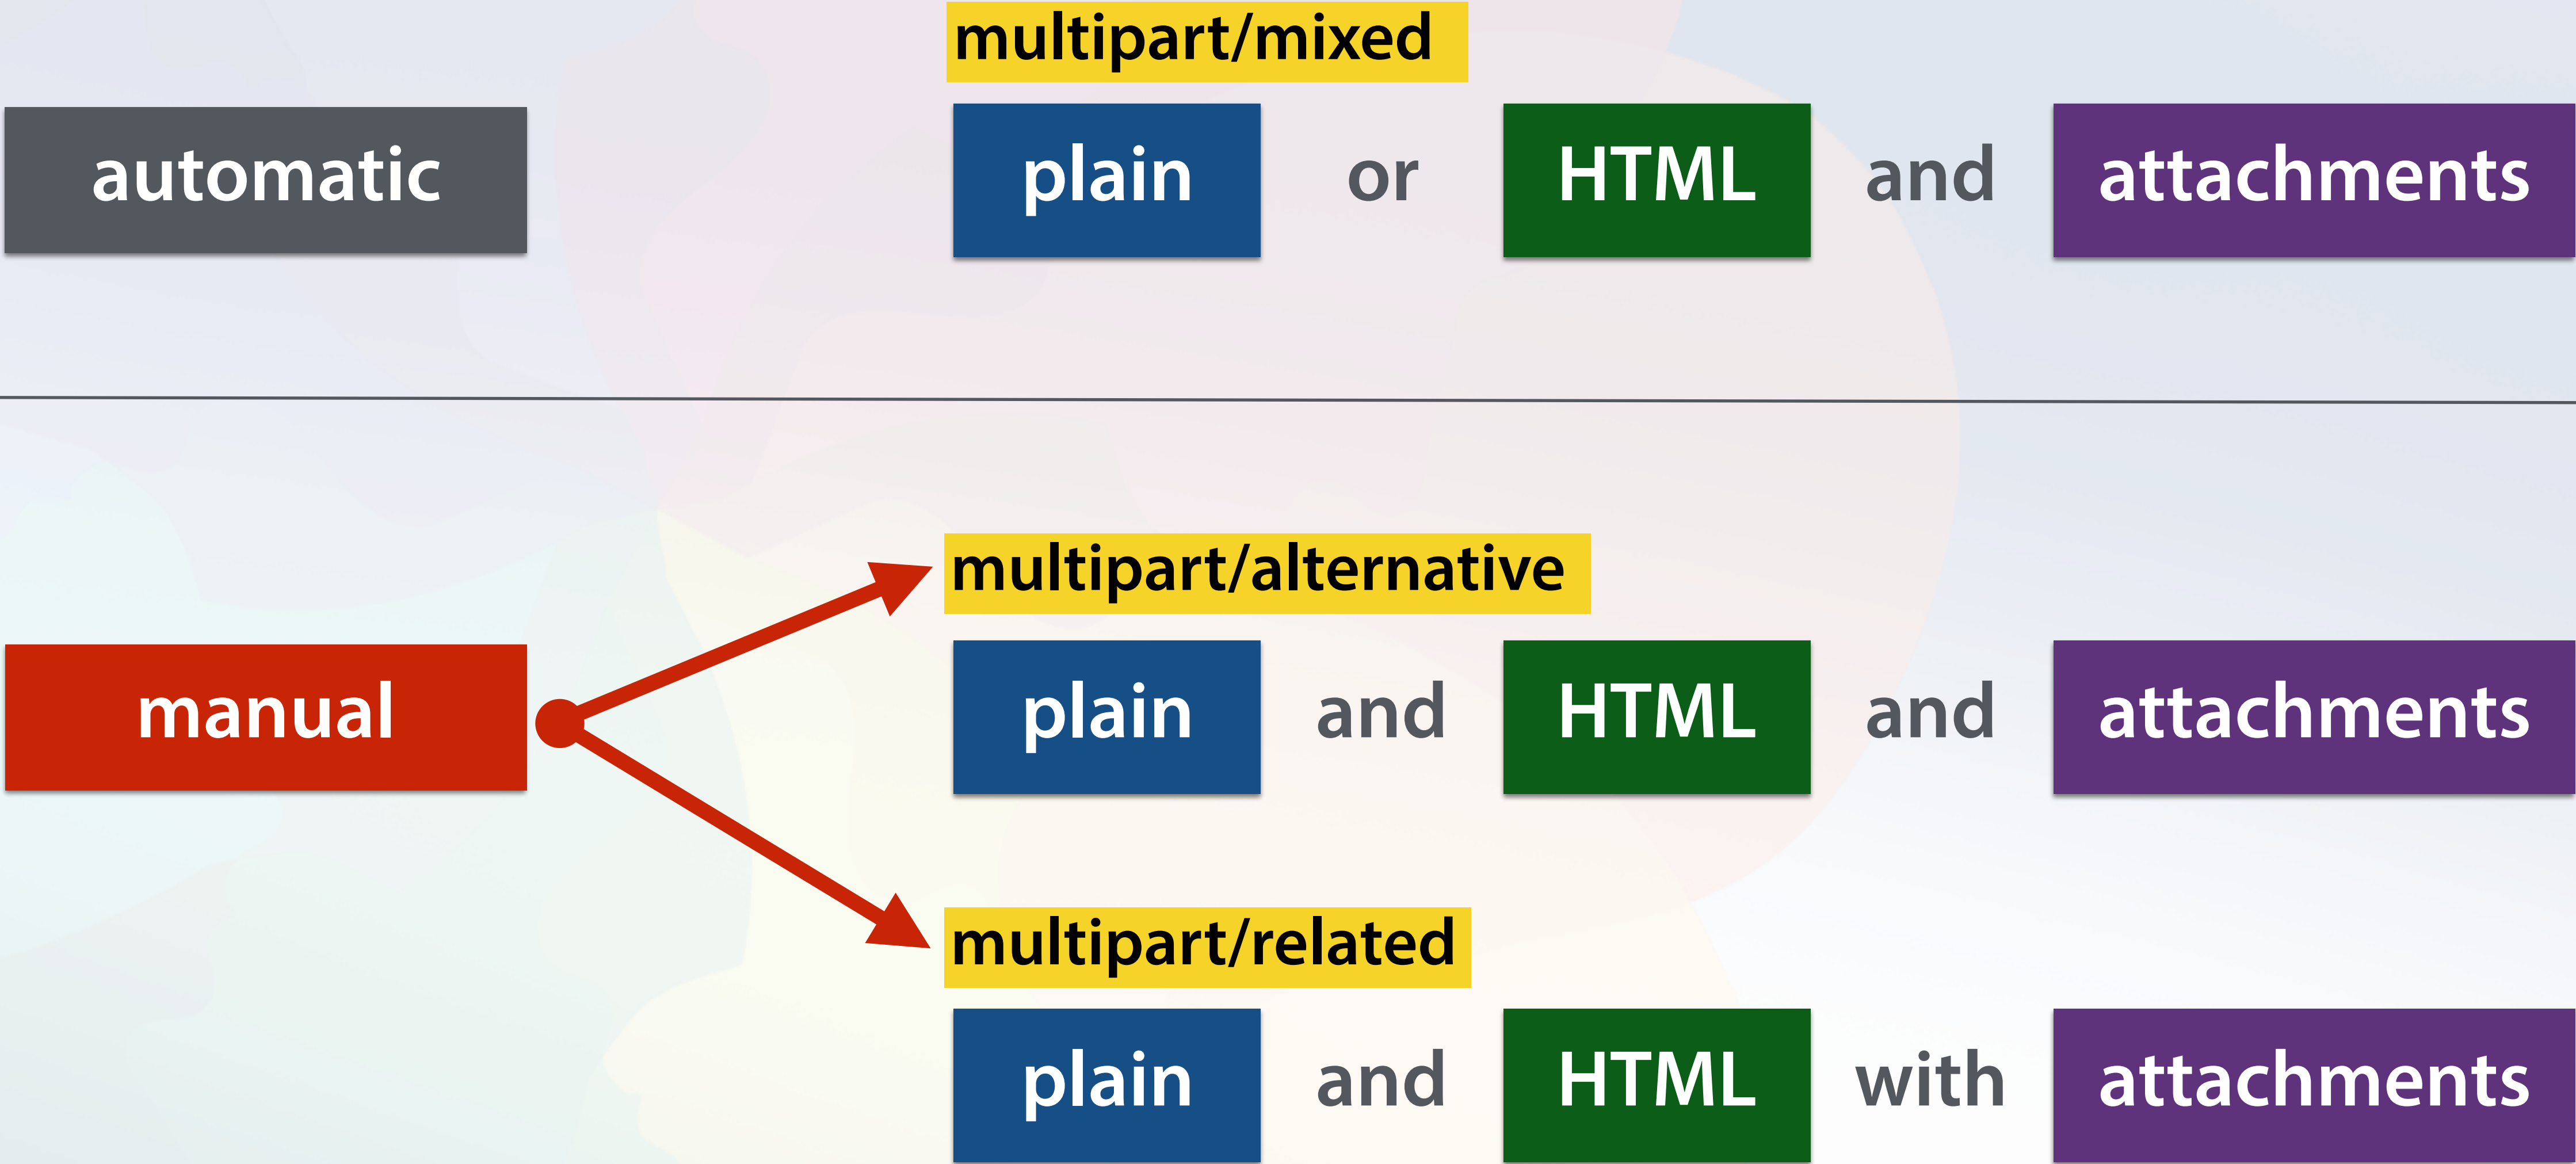 multipart/mixed
automatic plain or HTML and attachments
multipart/alternative
manual plain and HTML and attachments
multipart/related
plain and HTML with attachments